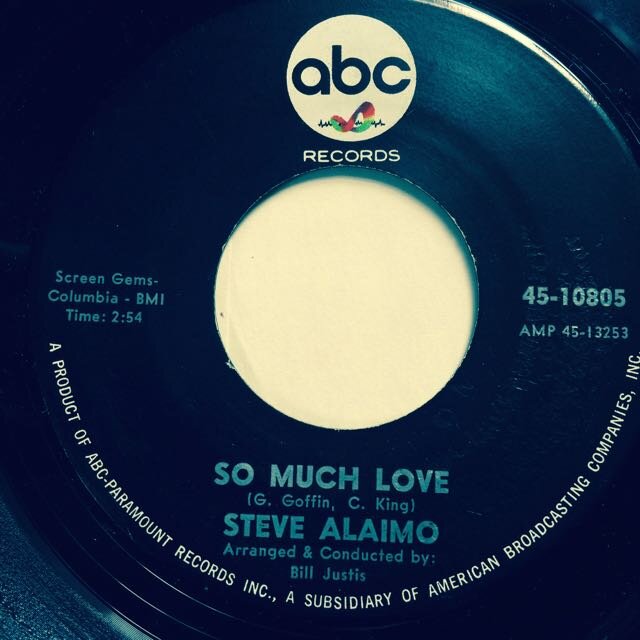 abc
RECORDS
Screen Gems-
Columbia - BMI
Time: 2:54
45-10805
AMP 45-13253
SO MUCH LOVE
(G. Goffin, C. King)
STEVE ALAIMO
Arranged & Conducted by:
Bill Justis
A PRODUCT OF ABC-PARAMOUNT RECORDS INC., A SUBSIDIARY OF AMERICAN BROADCASTING COMPANIES, INC.